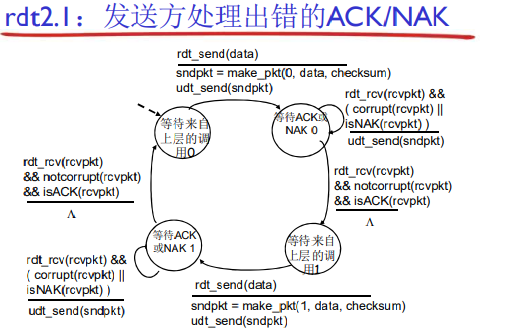 rdt2.1：发送方处理出错的ACK/NAK
rdt_send(data)
sndpkt = make_pkt(0, data, checksum)
udt_send(sndpkt)
等待来自
上层的调
用0
等待ACK或
NAK 0
rdt_rcv(rcvpkt) &&
( corrupt(rcvpkt) ||
isNAK(rcvpkt) )
udt_send(sndpkt)
rdt_rcv(rcvpkt)
&& notcorrupt(rcvpkt)
&& isACK(rcvpkt)
Λ
rdt_rcv(rcvpkt)
&& notcorrupt(rcvpkt)
&& isACK(rcvpkt)
Λ
等待ACK
或NAK 1
等待来自
上层的调
用1
rdt_rcv(rcvpkt) &&
( corrupt(rcvpkt) ||
isNAK(rcvpkt) )
udt_send(sndpkt)
rdt_send(data)
sndpkt = make_pkt(1, data, checksum)
udt_send(sndpkt)